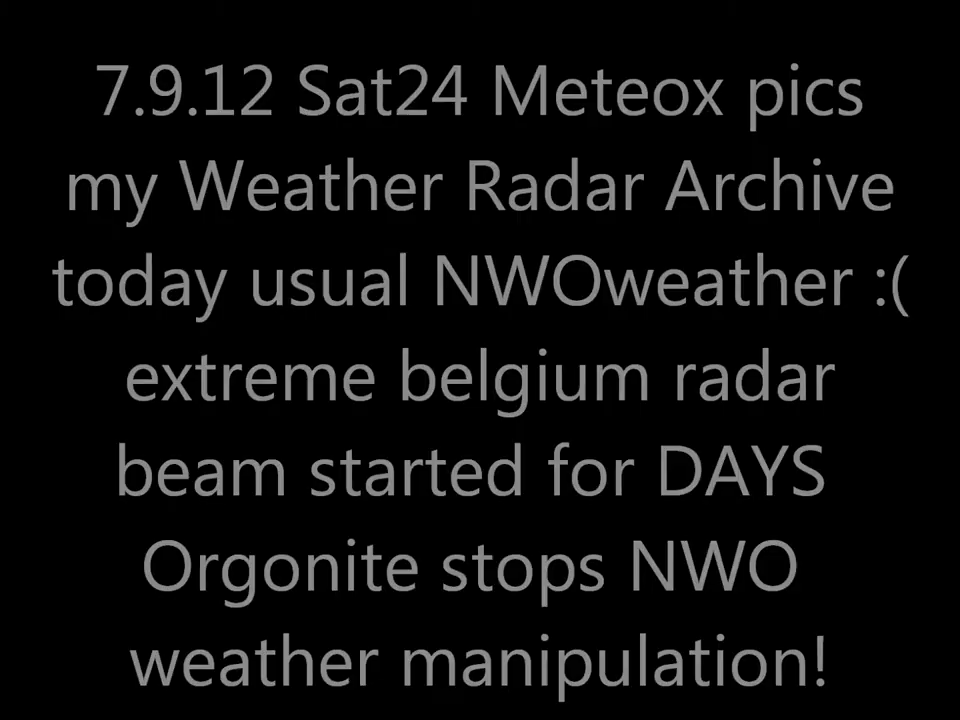 7.9.12 Sat24 Meteox pics
my Weather Radar Archive
today usual NWOweather :(
extreme belgium radar
beam started for DAYS
Orgonite stops NWO
weather manipulation!